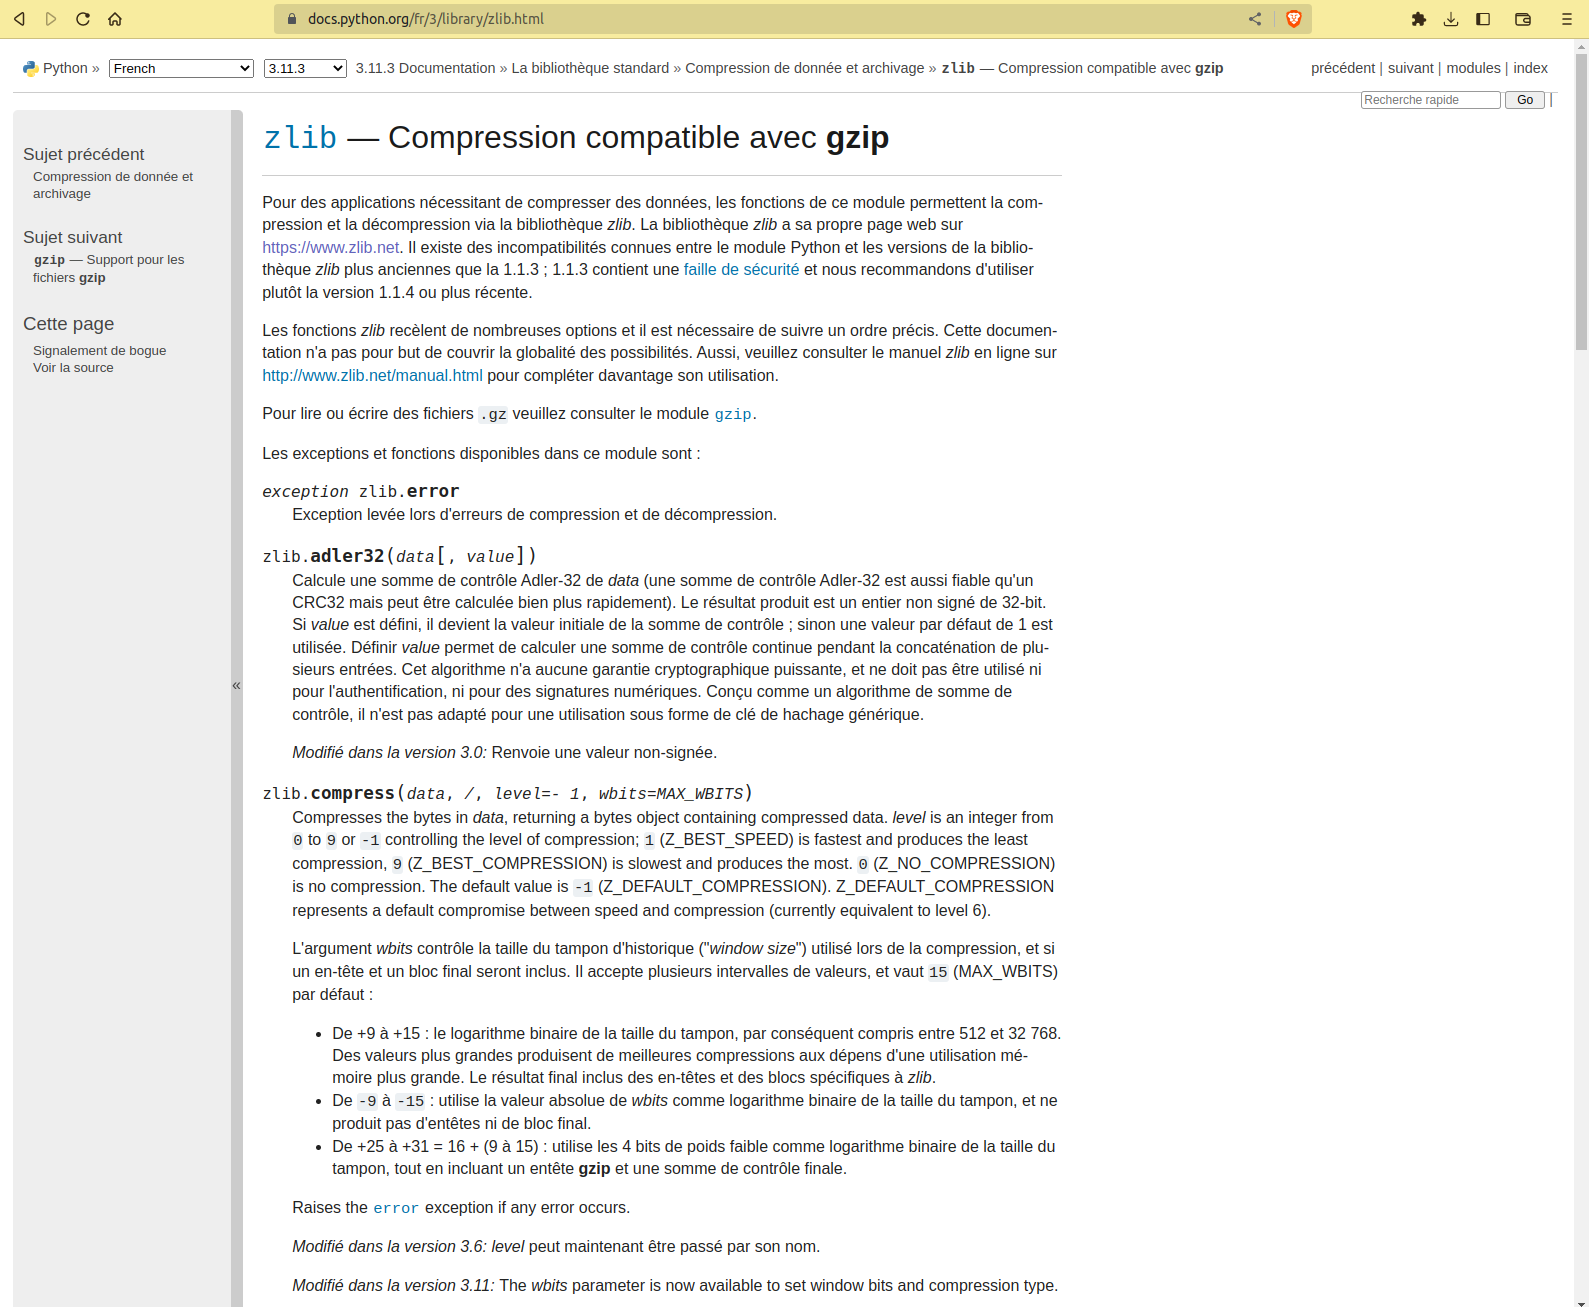 docs.python.org/fr/3/library/zlib.html
Python » French 3.11.3 3.11.3 Documentation » La bibliothèque standard » Compression de donnée et archivage » zlib — Compression compatible avec gzip précédent | suivant | modules | index
Recherche rapide Go |
Sujet précédent
Compression de donnée et
archivage
Sujet suivant
gzip — Support pour les
fichiers gzip
Cette page
Signalement de bogue
Voir la source
«
zlib — Compression compatible avec gzip
Pour des applications nécessitant de compresser des données, les fonctions de ce module permettent la com-
pression et la décompression via la bibliothèque zlib. La bibliothèque zlib a sa propre page web sur
https://www.zlib.net. Il existe des incompatibilités connues entre le module Python et les versions de la biblio-
thèque zlib plus anciennes que la 1.1.3 ; 1.1.3 contient une faille de sécurité et nous recommandons d'utiliser
plutôt la version 1.1.4 ou plus récente.
Les fonctions zlib recèlent de nombreuses options et il est nécessaire de suivre un ordre précis. Cette documen-
tation n'a pas pour but de couvrir la globalité des possibilités. Aussi, veuillez consulter le manuel zlib en ligne sur
http://www.zlib.net/manual.html pour compléter davantage son utilisation.
Pour lire ou écrire des fichiers .gz veuillez consulter le module gzip.
Les exceptions et fonctions disponibles dans ce module sont :
exception zlib.error
Exception levée lors d'erreurs de compression et de décompression.
zlib.adler32(data[, value])
Calcule une somme de contrôle Adler-32 de data (une somme de contrôle Adler-32 est aussi fiable qu'un
CRC32 mais peut être calculée bien plus rapidement). Le résultat produit est un entier non signé de 32-bit.
Si value est défini, il devient la valeur initiale de la somme de contrôle ; sinon une valeur par défaut de 1 est
utilisée. Définir value permet de calculer une somme de contrôle continue pendant la concaténation de plu-
sieurs entrées. Cet algorithme n'a aucune garantie cryptographique puissante, et ne doit pas être utilisé ni
pour l'authentification, ni pour des signatures numériques. Conçu comme un algorithme de somme de
contrôle, il n'est pas adapté pour une utilisation sous forme de clé de hachage générique.
Modifié dans la version 3.0: Renvoie une valeur non-signée.
zlib.compress(data, /, level=- 1, wbits=MAX_WBITS)
Compresses the bytes in data, returning a bytes object containing compressed data. level is an integer from
0 to 9 or -1 controlling the level of compression; 1 (Z_BEST_SPEED) is fastest and produces the least
compression, 9 (Z_BEST_COMPRESSION) is slowest and produces the most. 0 (Z_NO_COMPRESSION)
is no compression. The default value is -1 (Z_DEFAULT_COMPRESSION). Z_DEFAULT_COMPRESSION
represents a default compromise between speed and compression (currently equivalent to level 6).
L'argument wbits contrôle la taille du tampon d'historique ("window size") utilisé lors de la compression, et si
un en-tête et un bloc final seront inclus. Il accepte plusieurs intervalles de valeurs, et vaut 15 (MAX_WBITS)
par défaut :
• De +9 à +15 : le logarithme binaire de la taille du tampon, par conséquent compris entre 512 et 32 768.
Des valeurs plus grandes produisent de meilleures compressions aux dépens d'une utilisation mé-
moire plus grande. Le résultat final inclus des en-têtes et des blocs spécifiques à zlib.
• De -9 à -15 : utilise la valeur absolue de wbits comme logarithme binaire de la taille du tampon, et ne
produit pas d'entêtes ni de bloc final.
• De +25 à +31 = 16 + (9 à 15) : utilise les 4 bits de poids faible comme logarithme binaire de la taille du
tampon, tout en incluant un entête gzip et une somme de contrôle finale.
Raises the error exception if any error occurs.
Modifié dans la version 3.6: level peut maintenant être passé par son nom.
Modifié dans la version 3.11: The wbits parameter is now available to set window bits and compression type.